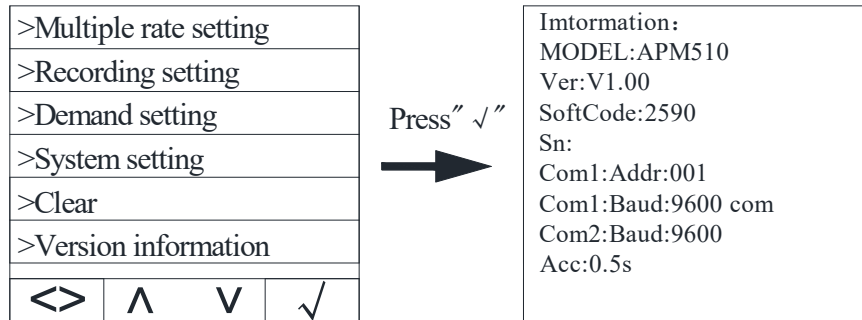 >Multiple rate setting
>Recording setting
>Demand setting
>System setting
>Clear
>Version information
<> ∧ ∨ √
Press″√″
Imtormation：
MODEL:APM510
Ver:V1.00
SoftCode:2590
Sn:
Com1:Addr:001
Com1:Baud:9600 com
Com2:Baud:9600
Acc:0.5s